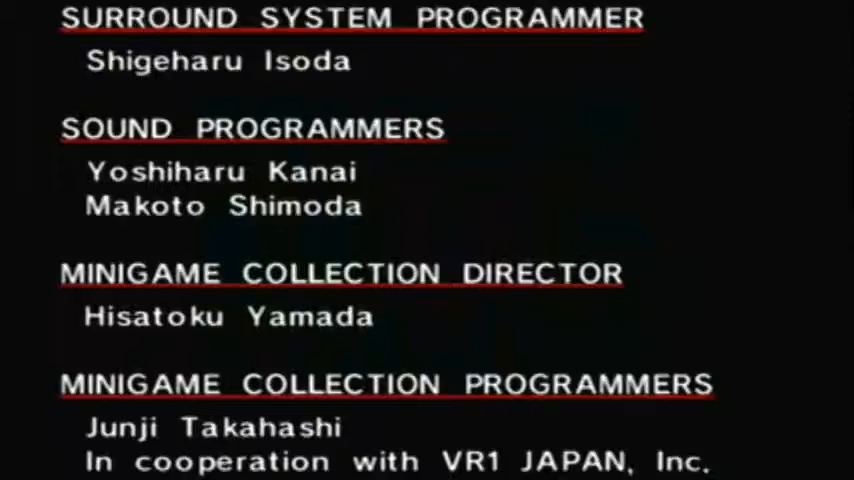 SURROUND SYSTEM PROGRAMMER
Shigeharu Isoda
SOUND PROGRAMMERS
Yoshiharu Kanai
Makoto Shimoda
MINIGAME COLLECTION DIRECTOR
Hisatoku Yamada
MINIGAME COLLECTION PROGRAMMERS
Junji Takahashi
In cooperation with VR1 JAPAN, Inc.